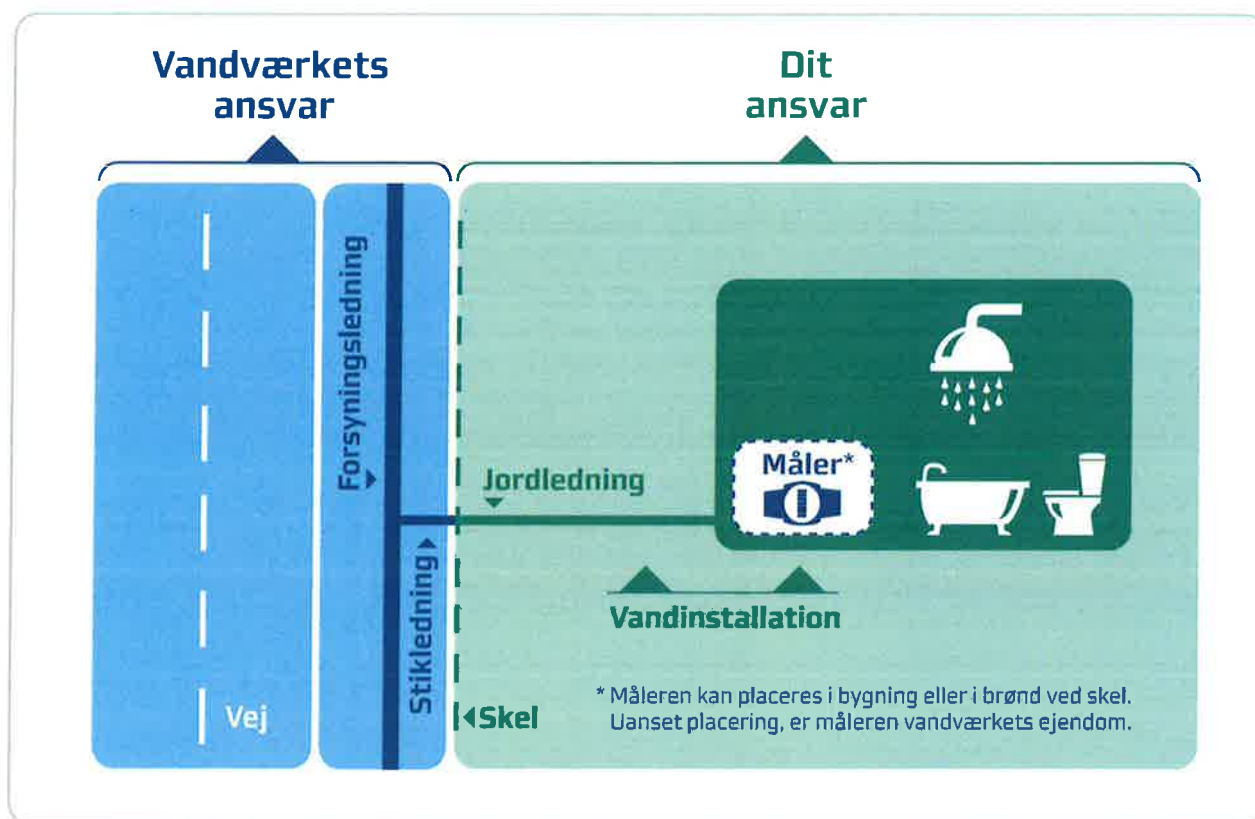 Vandværkets
ansvar
Dit
ansvar
Forsyningsledning
Jordledning
Måler*
Stikledning
Vandinstallation
Vej
Skel
* Måleren kan placeres i bygning eller i brønd ved skel.
Uanset placering, er måleren vandværkets ejendom.